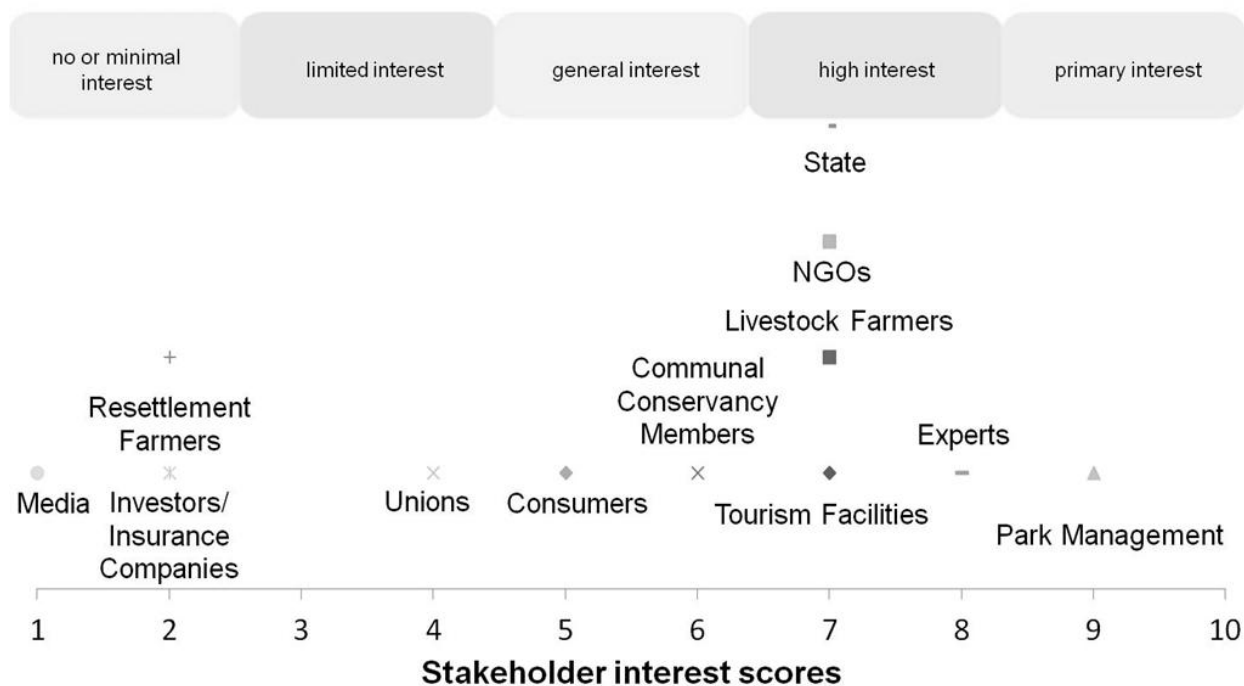 no or minimal
interest
limited interest
general interest
high interest
primary interest
State
NGOs
Livestock Farmers
Communal
Conservancy
Members
Resettlement
Farmers
Experts
Media
Investors/
Insurance
Companies
Unions
Consumers
Tourism Facilities
Park Management
1 2 3 4 5 6 7 8 9 10
Stakeholder interest scores